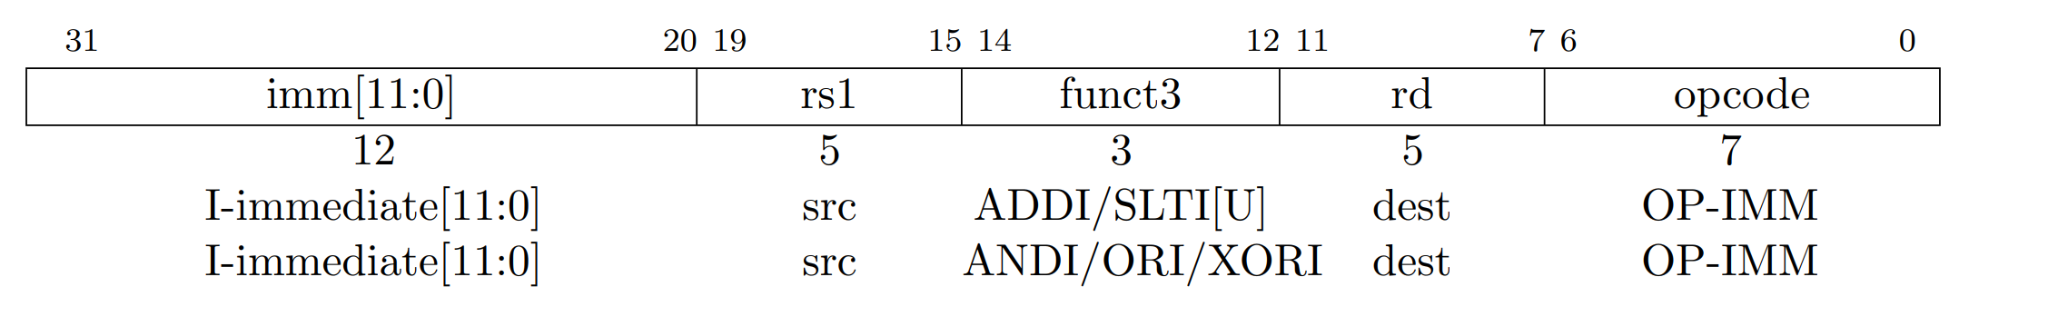 31 20 19 15 14 12 11 7 6 0
imm[11:0] rs1 funct3 rd opcode
12 5 3 5 7
I-immediate[11:0] src ADDI/SLTI[U] dest OP-IMM
I-immediate[11:0] src ANDI/ORI/XORI dest OP-IMM